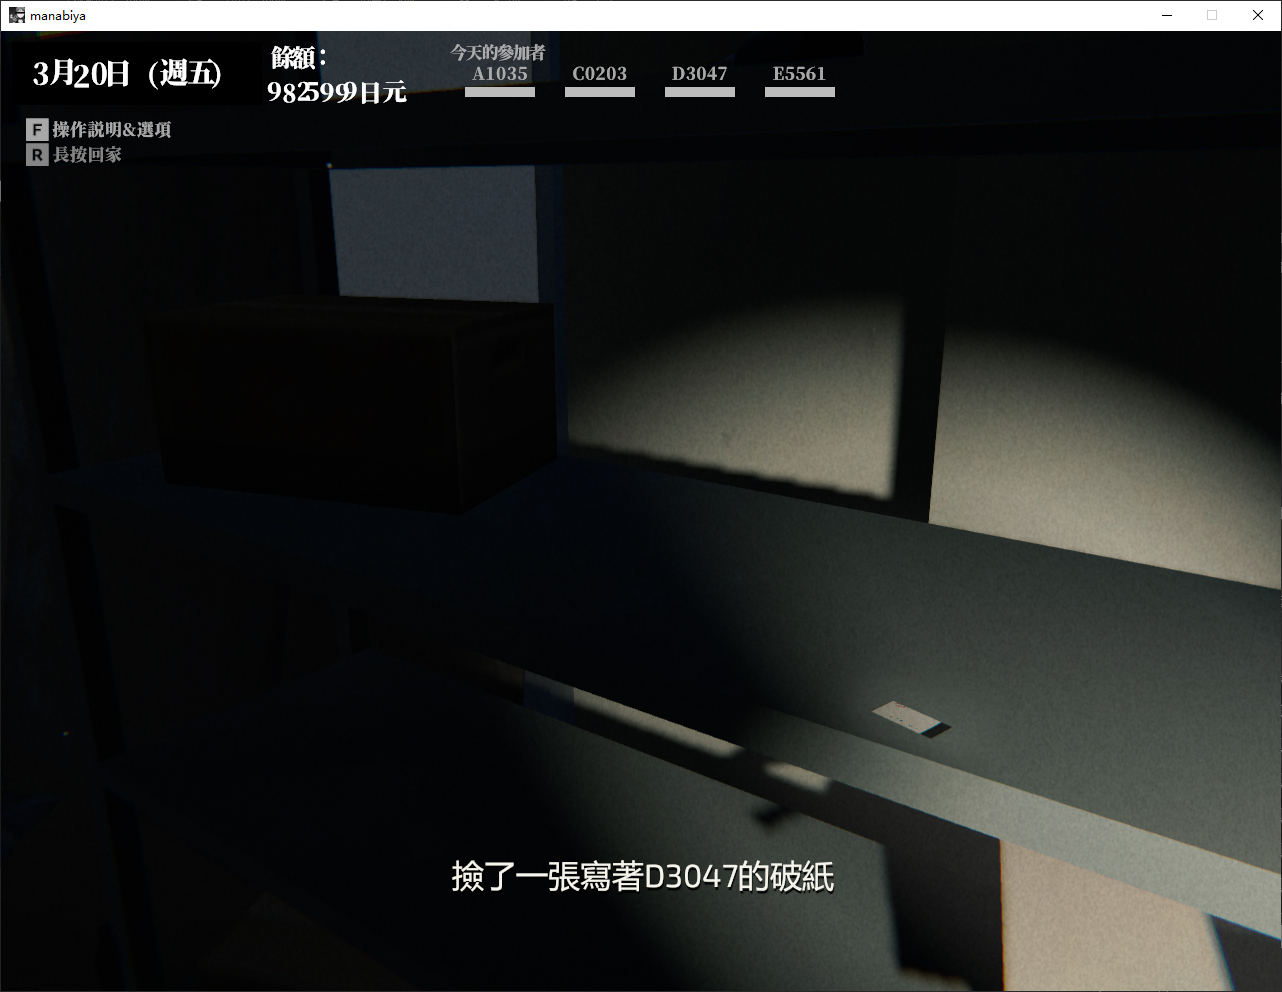 manabiya
3月20日（週五）
餘額：
982599日元
今天的參加者
A1035 C0203 D3047 E5561
F 操作説明&選項
R 長按回家
撿了一張寫著D3047的破紙